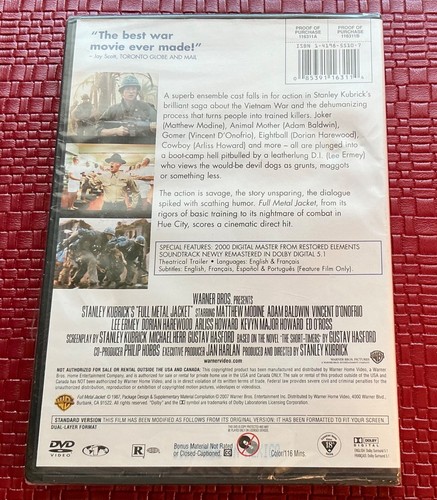 "The best war
movie ever made!"
– Jay Scott, TORONTO GLOBE AND MAIL
PROOF OF
PURCHASE
116311A
PROOF OF
PURCHASE
116311B
A superb ensemble cast falls in for action in Stanley Kubrick's
brilliant saga about the Vietnam War and the dehumanizing
process that turns people into trained killers. Joker
(Matthew Modine), Animal Mother (Adam Baldwin),
Gomer (Vincent D'Onofrio), Eightball (Dorian Harewood),
Cowboy (Arliss Howard) and more – all are plunged into
a boot-camp hell pitbulled by a leatherlung D.I. (Lee Ermey)
who views the would-be devil dogs as grunts, maggots
or something less.
The action is savage, the story unsparing, the dialogue
spiked with scathing humor. Full Metal Jacket, from its
rigors of basic training to its nightmare of combat in
Hue City, scores a cinematic direct hit.
SPECIAL FEATURES: 2000 DIGITAL MASTER FROM RESTORED ELEMENTS
SOUNDTRACK NEWLY REMASTERED IN DOLBY DIGITAL 5.1
Theatrical Trailer • Languages: English & Français
Subtitles: English, Français, Español & Português (Feature Film Only).
WARNER BROS. PRESENTS
STANLEY KUBRICK'S "FULL METAL JACKET" STARRING MATTHEW MODINE ADAM BALDWIN VINCENT D'ONOFRIO
LEE ERMEY DORIAN HAREWOOD ARLISS HOWARD KEVYN MAJOR HOWARD ED O'ROSS
SCREENPLAY BY STANLEY KUBRICK MICHAEL HERR GUSTAV HASFORD BASED ON THE NOVEL "THE SHORT-TIMERS" BY GUSTAV HASFORD
CO-PRODUCER PHILIP HOBBS EXECUTIVE PRODUCER JAN HARLAN PRODUCED AND DIRECTED BY STANLEY KUBRICK
warnervideo.com
NOT AUTHORIZED FOR SALE OR RENTAL OUTSIDE THE USA AND CANADA.
STANDARD VERSION THIS FILM HAS BEEN MODIFIED AS FOLLOWS FROM ITS ORIGINAL VERSION: IT HAS BEEN FORMATTED TO FIT YOUR SCREEN
DUAL-LAYER FORMAT
DVD
VIDEO
R
Bonus Material Not Rated
or Closed Captioned.
Color/116 Mins.
DOLBY
DIGITAL